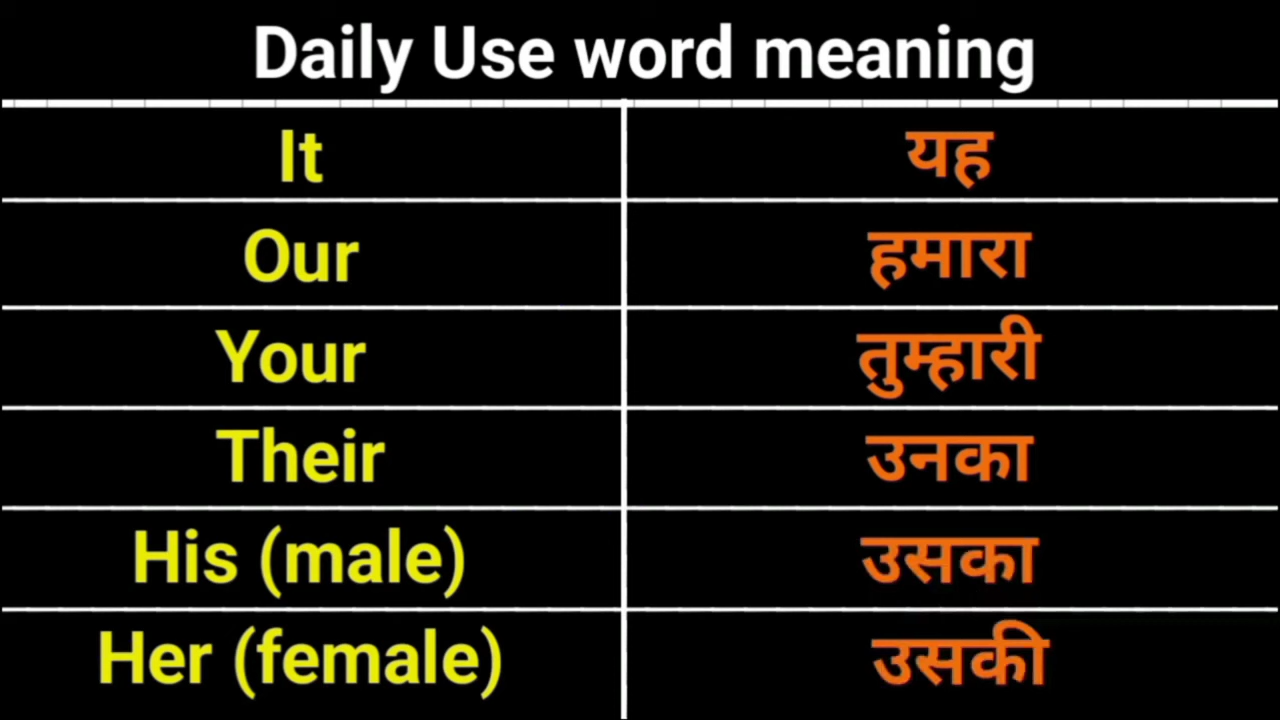 Daily Use word meaning
It यह
Our हमारा
Your तुम्हारी
Their उनका
His (male) उसका
Her (female) उसकी